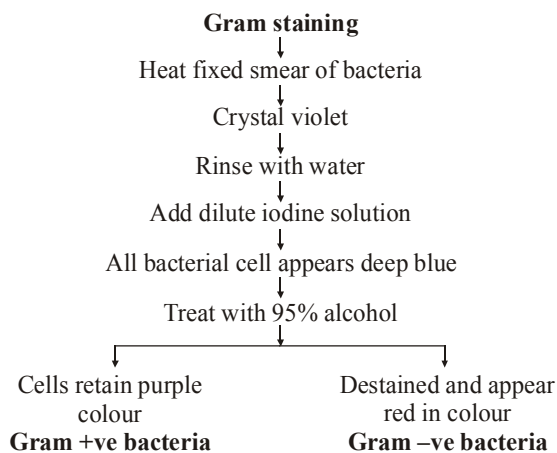 Gram staining
Heat fixed smear of bacteria
Crystal violet
Rinse with water
Add dilute iodine solution
All bacterial cell appears deep blue
Treat with 95% alcohol
Cells retain purple
colour
Gram +ve bacteria
Destained and appear
red in colour
Gram –ve bacteria